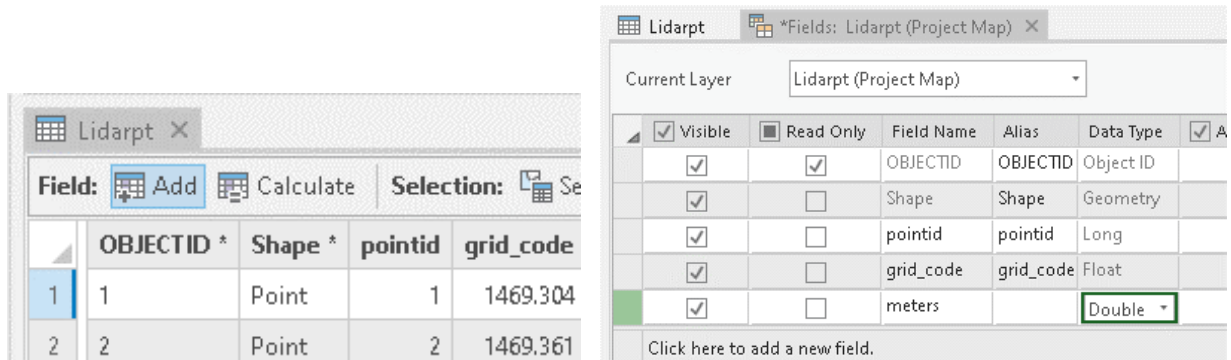 Lidarpt
Field: Add Calculate Selection: Se
OBJECTID * Shape * pointid grid_code
1 1 Point 1 1469.304
2 2 Point 2 1469.361
Lidarpt *Fields: Lidarpt (Project Map)
Current Layer Lidarpt (Project Map)
Visible Read Only Field Name Alias Data Type A
OBJECTID OBJECTID Object ID
Shape Shape Geometry
pointid pointid Long
grid_code grid_code Float
meters Double
Click here to add a new field.